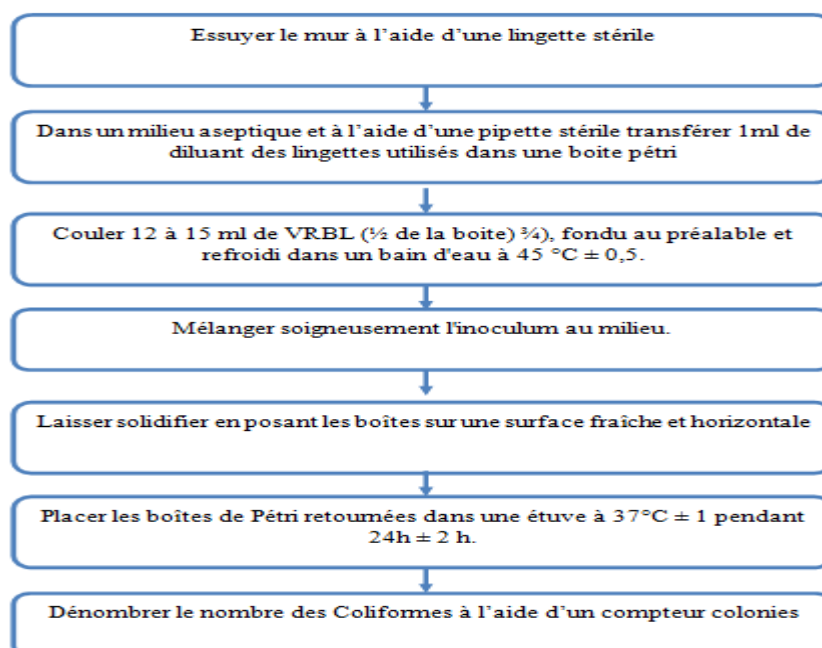 Essuyer le mur à l'aide d'une lingette stérile
Dans un milieu aseptique et à l'aide d'une pipette stérile transférer 1ml de
diluant des lingettes utilisés dans une boite pétri
Couler 12 à 15 ml de VRBL (½ de la boite) ¾), fondu au préalable et
refroidi dans un bain d'eau à 45 °C ± 0,5.
Mélanger soigneusement l'inoculum au milieu.
Laisser solidifier en posant les boîtes sur une surface fraîche et horizontale
Placer les boîtes de Pétri retournées dans une étuve à 37°C ± 1 pendant
24h ± 2 h.
Dénombrer le nombre des Coliformes à l'aide d'un compteur colonies